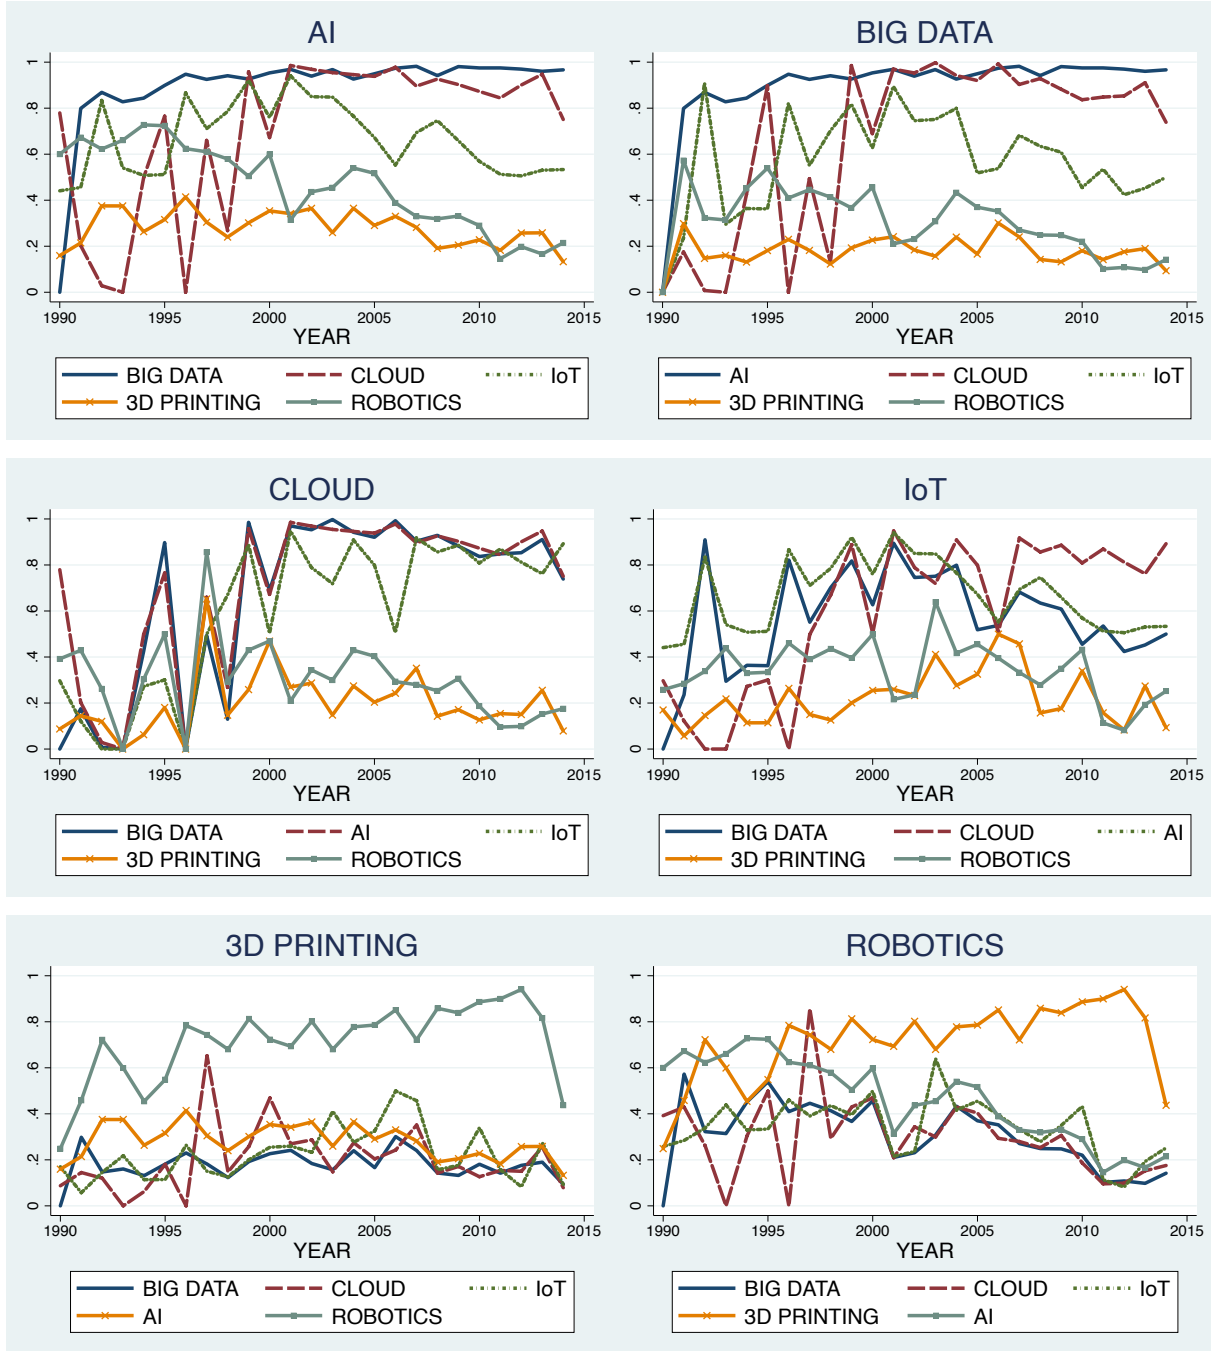 AI
1
.8
.6
.4
.2
0
1990 1995 2000 2005 2010 2015
YEAR
BIG DATA CLOUD IoT
3D PRINTING ROBOTICS
BIG DATA
1
.8
.6
.4
.2
0
1990 1995 2000 2005 2010 2015
YEAR
AI CLOUD IoT
3D PRINTING ROBOTICS
CLOUD
1
.8
.6
.4
.2
0
1990 1995 2000 2005 2010 2015
YEAR
BIG DATA AI IoT
3D PRINTING ROBOTICS
IoT
1
.8
.6
.4
.2
0
1990 1995 2000 2005 2010 2015
YEAR
BIG DATA CLOUD AI
3D PRINTING ROBOTICS
3D PRINTING
1
.8
.6
.4
.2
0
1990 1995 2000 2005 2010 2015
YEAR
BIG DATA CLOUD IoT
AI ROBOTICS
ROBOTICS
1
.8
.6
.4
.2
0
1990 1995 2000 2005 2010 2015
YEAR
BIG DATA CLOUD IoT
3D PRINTING AI